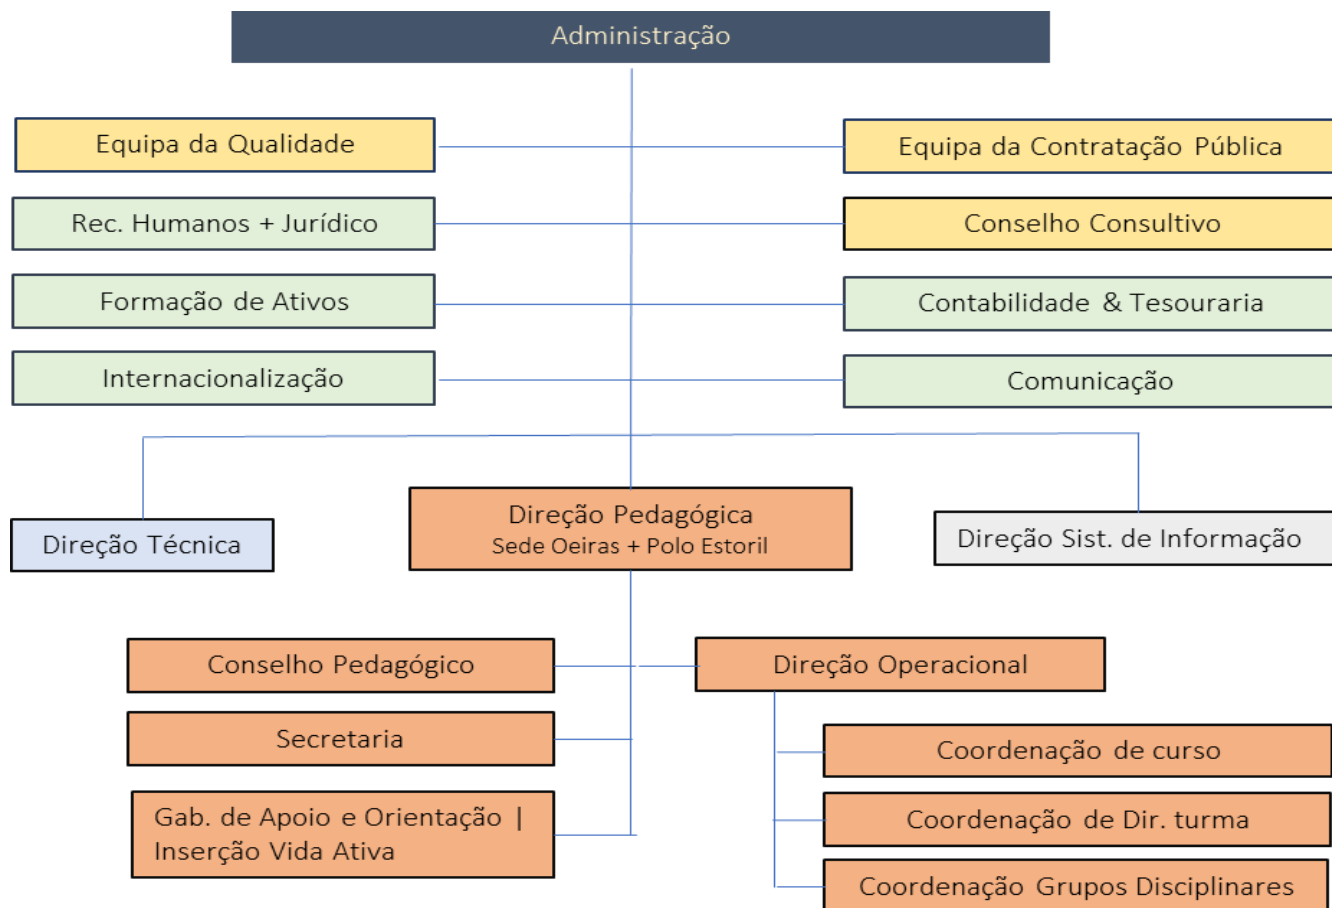 Administração
Equipa da Qualidade
Equipa da Contratação Pública
Rec. Humanos + Jurídico
Conselho Consultivo
Formação de Ativos
Contabilidade & Tesouraria
Internacionalização
Comunicação
Direção Técnica
Direção Pedagógica
Sede Oeiras + Polo Estoril
Direção Sist. de Informação
Conselho Pedagógico
Direção Operacional
Secretaria
Coordenação de curso
Gab. de Apoio e Orientação |
Inserção Vida Ativa
Coordenação de Dir. turma
Coordenação Grupos Disciplinares